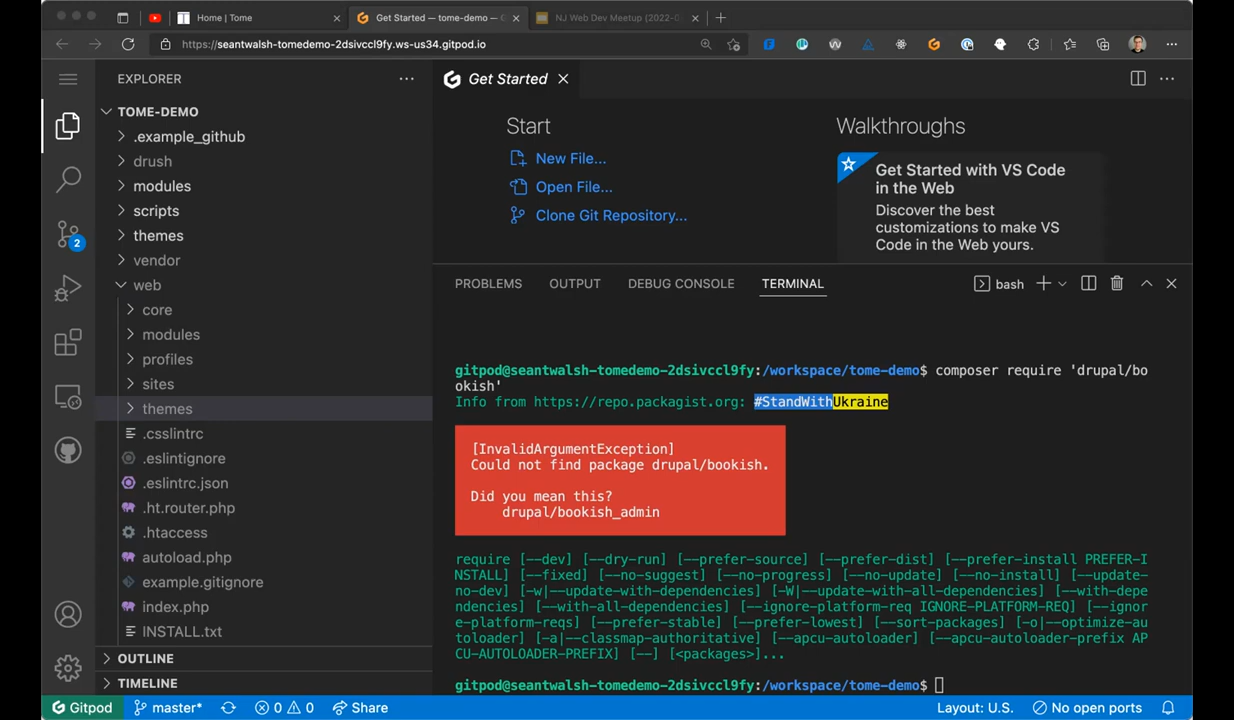 Home | Tome
Get Started — tome-demo — G
NJ Web Dev Meetup (2022-0
https://seantwalsh-tomedemo-2dsivccl9fy.ws-us34.gitpod.io
EXPLORER
TOME-DEMO
.example_github
drush
modules
scripts
themes
vendor
web
core
modules
profiles
sites
themes
.csslintrc
.eslintignore
.eslintrc.json
.ht.router.php
.htaccess
autoload.php
example.gitignore
index.php
INSTALL.txt
OUTLINE
TIMELINE
2
Get Started
Start
New File...
Open File...
Clone Git Repository...
Walkthroughs
Get Started with VS Code
in the Web
Discover the best
customizations to make VS
Code in the Web yours.
PROBLEMS OUTPUT DEBUG CONSOLE TERMINAL
bash
gitpod@seantwalsh-tomedemo-2dsivccl9fy:/workspace/tome-demo$ composer require 'drupal/bo
okish'
Info from https://repo.packagist.org: #StandWithUkraine
[InvalidArgumentException]
Could not find package drupal/bookish.
Did you mean this?
drupal/bookish_admin
require [--dev] [--dry-run] [--prefer-source] [--prefer-dist] [--prefer-install PREFER-I
NSTALL] [--fixed] [--no-suggest] [--no-progress] [--no-update] [--no-install] [--update-
no-dev] [-w|--update-with-dependencies] [-W|--update-with-all-dependencies] [--with-depe
ndencies] [--with-all-dependencies] [--ignore-platform-req IGNORE-PLATFORM-REQ] [--ignor
e-platform-reqs] [--prefer-stable] [--prefer-lowest] [--sort-packages] [-o|--optimize-au
toloader] [-a|--classmap-authoritative] [--apcu-autoloader] [--apcu-autoloader-prefix AP
CU-AUTOLOADER-PREFIX] [--] [<packages>]...
gitpod@seantwalsh-tomedemo-2dsivccl9fy:/workspace/tome-demo$
Gitpod master* 0 0 Share Layout: U.S. No open ports